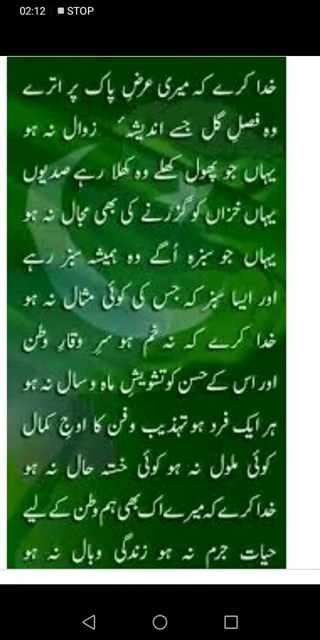 02:12 STOP
خدا کرے کہ میری عرضِ پاک پر اترے
وہ فصلِ گل جسے اندیشہٴ زوال نہ ہو
یہاں جو پھول کھلے وہ کھلا رہے صدیوں
یہاں خزاں کو گزرنے کی بھی مجال نہ ہو
یہاں جو سبزہ اُگے وہ ہمیشہ سبز رہے
اور ایسا سبز کہ جس کی کوئی مثال نہ ہو
خدا کرے کہ نہ خم ہو سرِ وقارِ وطن
اور اس کے حسن کو تشویشِ ماہ و سال نہ ہو
ہر ایک فرد ہو تہذیب و فن کا اوجِ کمال
کوئی ملول نہ ہو کوئی خستہ حال نہ ہو
خدا کرے کہ میرے اک بھی ہم وطن کے لیے
حیات جرم نہ ہو زندگی وبال نہ ہو